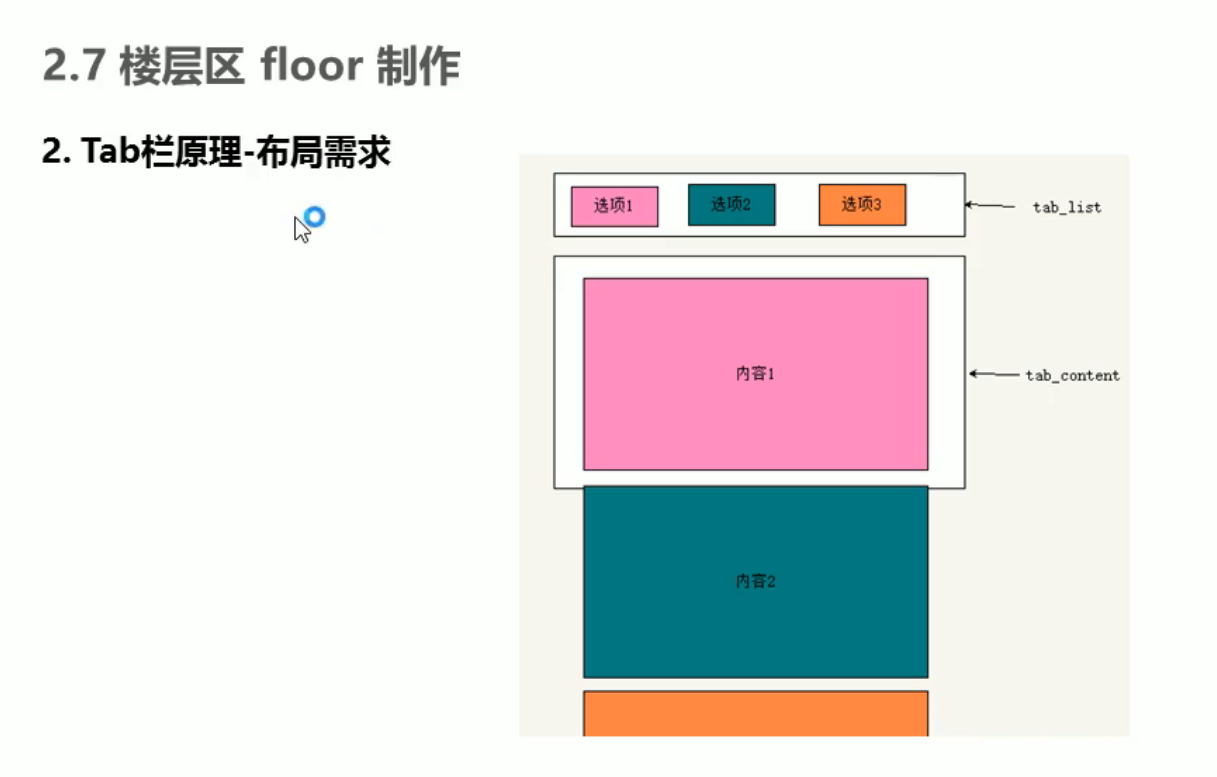 2.7 楼层区 floor 制作
2. Tab栏原理-布局需求
选项1 选项2 选项3
tab_list
内容1
tab_content
内容2